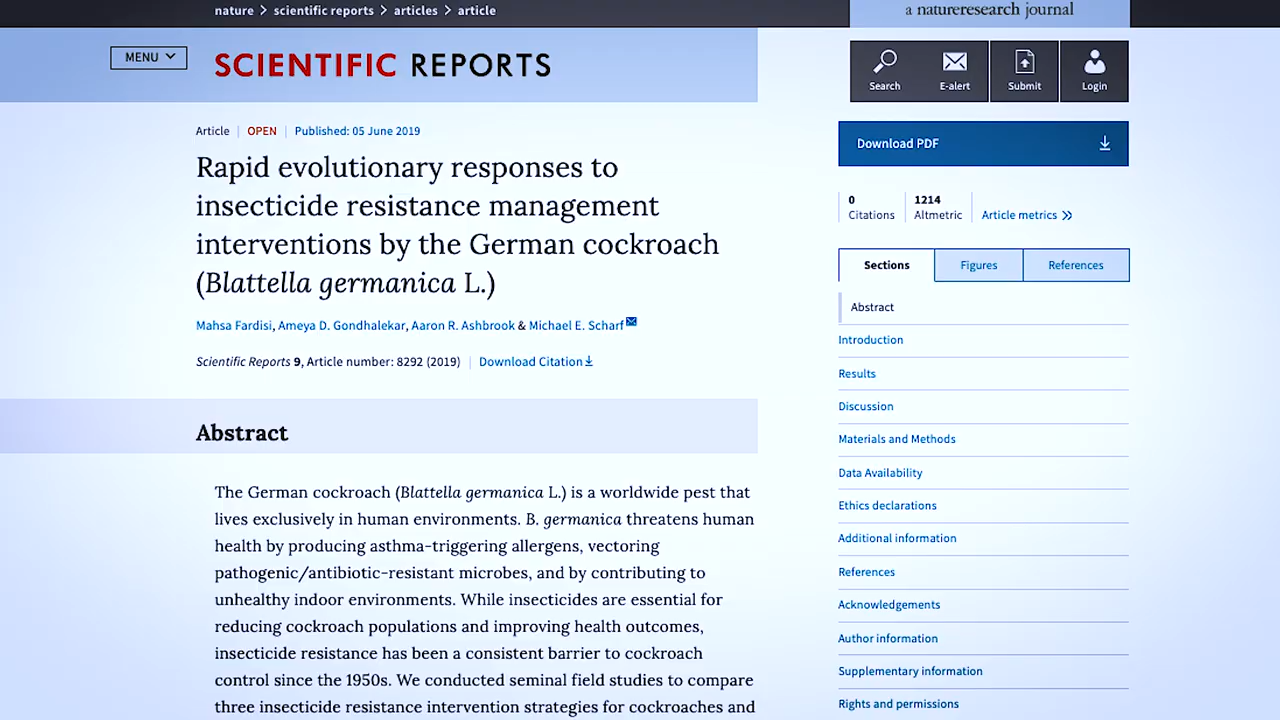 nature > scientific reports > articles > article
a natureresearch journal
MENU
SCIENTIFIC REPORTS
Search
E-alert
Submit
Login
Article | OPEN | Published: 05 June 2019
Rapid evolutionary responses to
insecticide resistance management
interventions by the German cockroach
(Blattella germanica L.)
Mahsa Fardisi, Ameya D. Gondhalekar, Aaron R. Ashbrook & Michael E. Scharf
Scientific Reports 9, Article number: 8292 (2019) | Download Citation
Abstract
The German cockroach (Blattella germanica L.) is a worldwide pest that
lives exclusively in human environments. B. germanica threatens human
health by producing asthma-triggering allergens, vectoring
pathogenic/antibiotic-resistant microbes, and by contributing to
unhealthy indoor environments. While insecticides are essential for
reducing cockroach populations and improving health outcomes,
insecticide resistance has been a consistent barrier to cockroach
control since the 1950s. We conducted seminal field studies to compare
three insecticide resistance intervention strategies for cockroaches and
Download PDF
0
Citations
1214
Altmetric
Article metrics >>
Sections
Figures
References
Abstract
Introduction
Results
Discussion
Materials and Methods
Data Availability
Ethics declarations
Additional information
References
Acknowledgements
Author information
Supplementary information
Rights and permissions